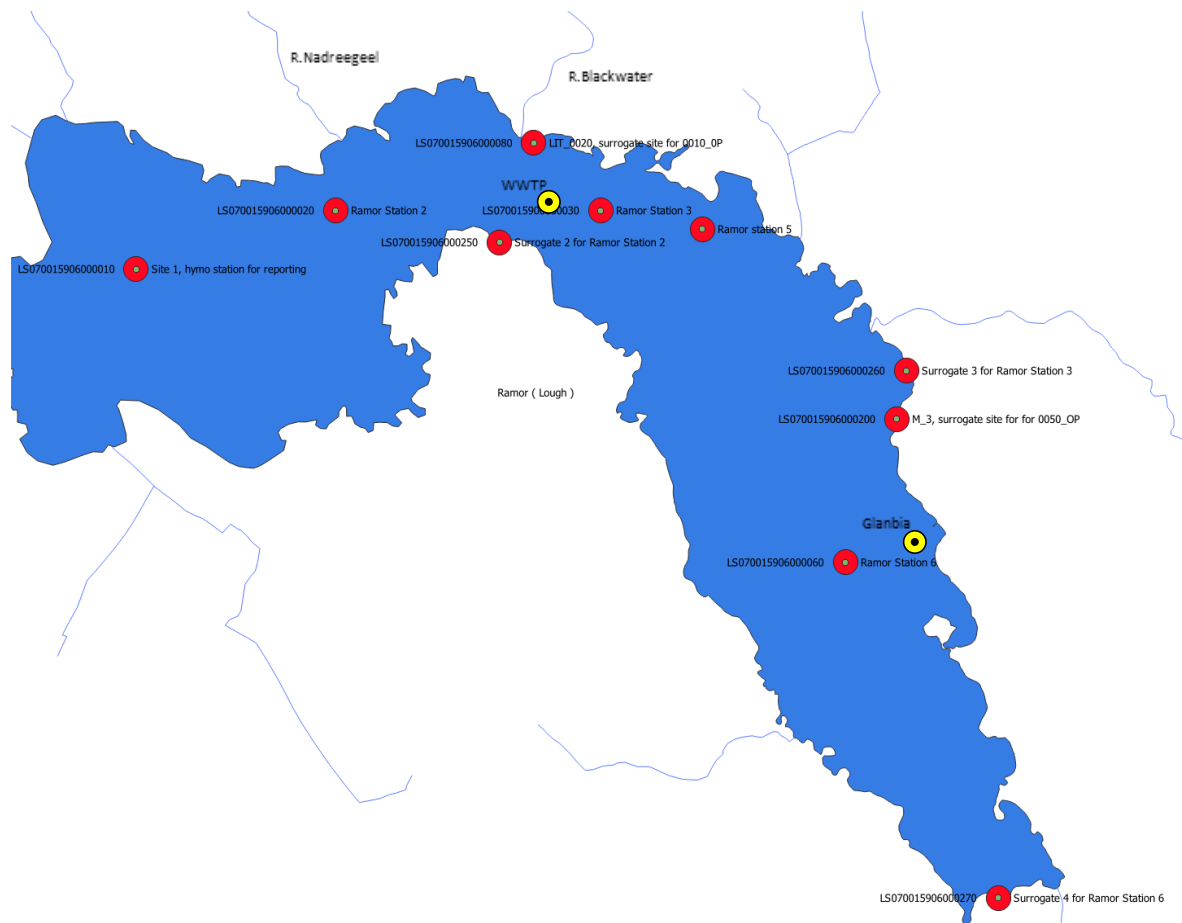 R.Nadreegeel
R.Blackwater
LS070015906000080 LIT_0020, surrogate site for 0010_0P
WWTP
LS070015906000020 Ramor Station 2
LS070015906000030 Ramor Station 3
Ramor station 5
LS070015906000250 Surrogate 2 for Ramor Station 2
LS070015906000010 Site 1, hymo station for reporting
LS070015906000260 Surrogate 3 for Ramor Station 3
Ramor ( Lough )
LS070015906000200 M_3, surrogate site for for 0050_OP
Glanbia
LS070015906000060 Ramor Station 6
LS070015906000270 Surrogate 4 for Ramor Station 6